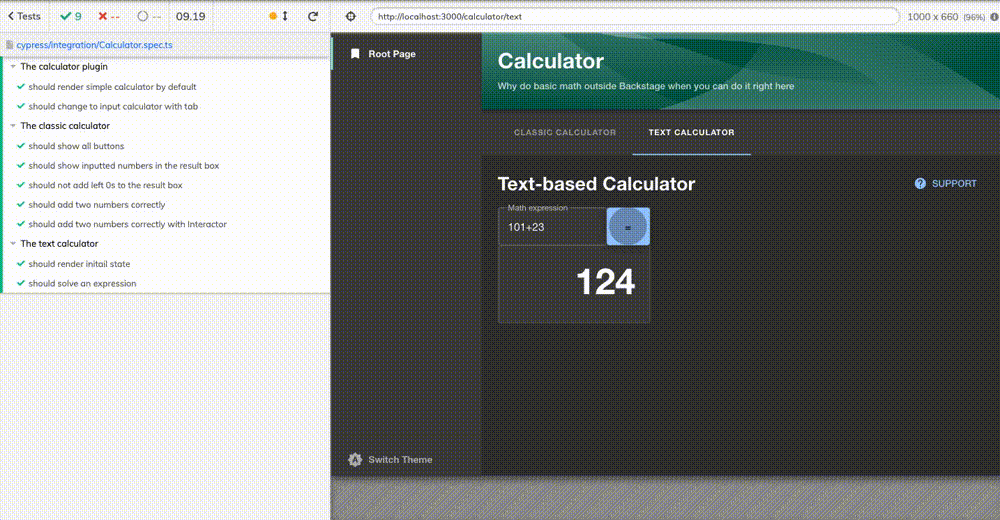 Tests 9 -- -- 09.19
http://localhost:3000/calculator/text 1000 x 660 (96%)
cypress/integration/Calculator.spec.ts
The calculator plugin
should render simple calculator by default
should change to input calculator with tab
The classic calculator
should show all buttons
should show inputted numbers in the result box
should not add left 0s to the result box
should add two numbers correctly
should add two numbers correctly with Interactor
The text calculator
should render initail state
should solve an expression
Root Page
Switch Theme
Calculator
Why do basic math outside Backstage when you can do it right here
CLASSIC CALCULATOR TEXT CALCULATOR
Text-based Calculator
SUPPORT
Math expression
101+23 =
124